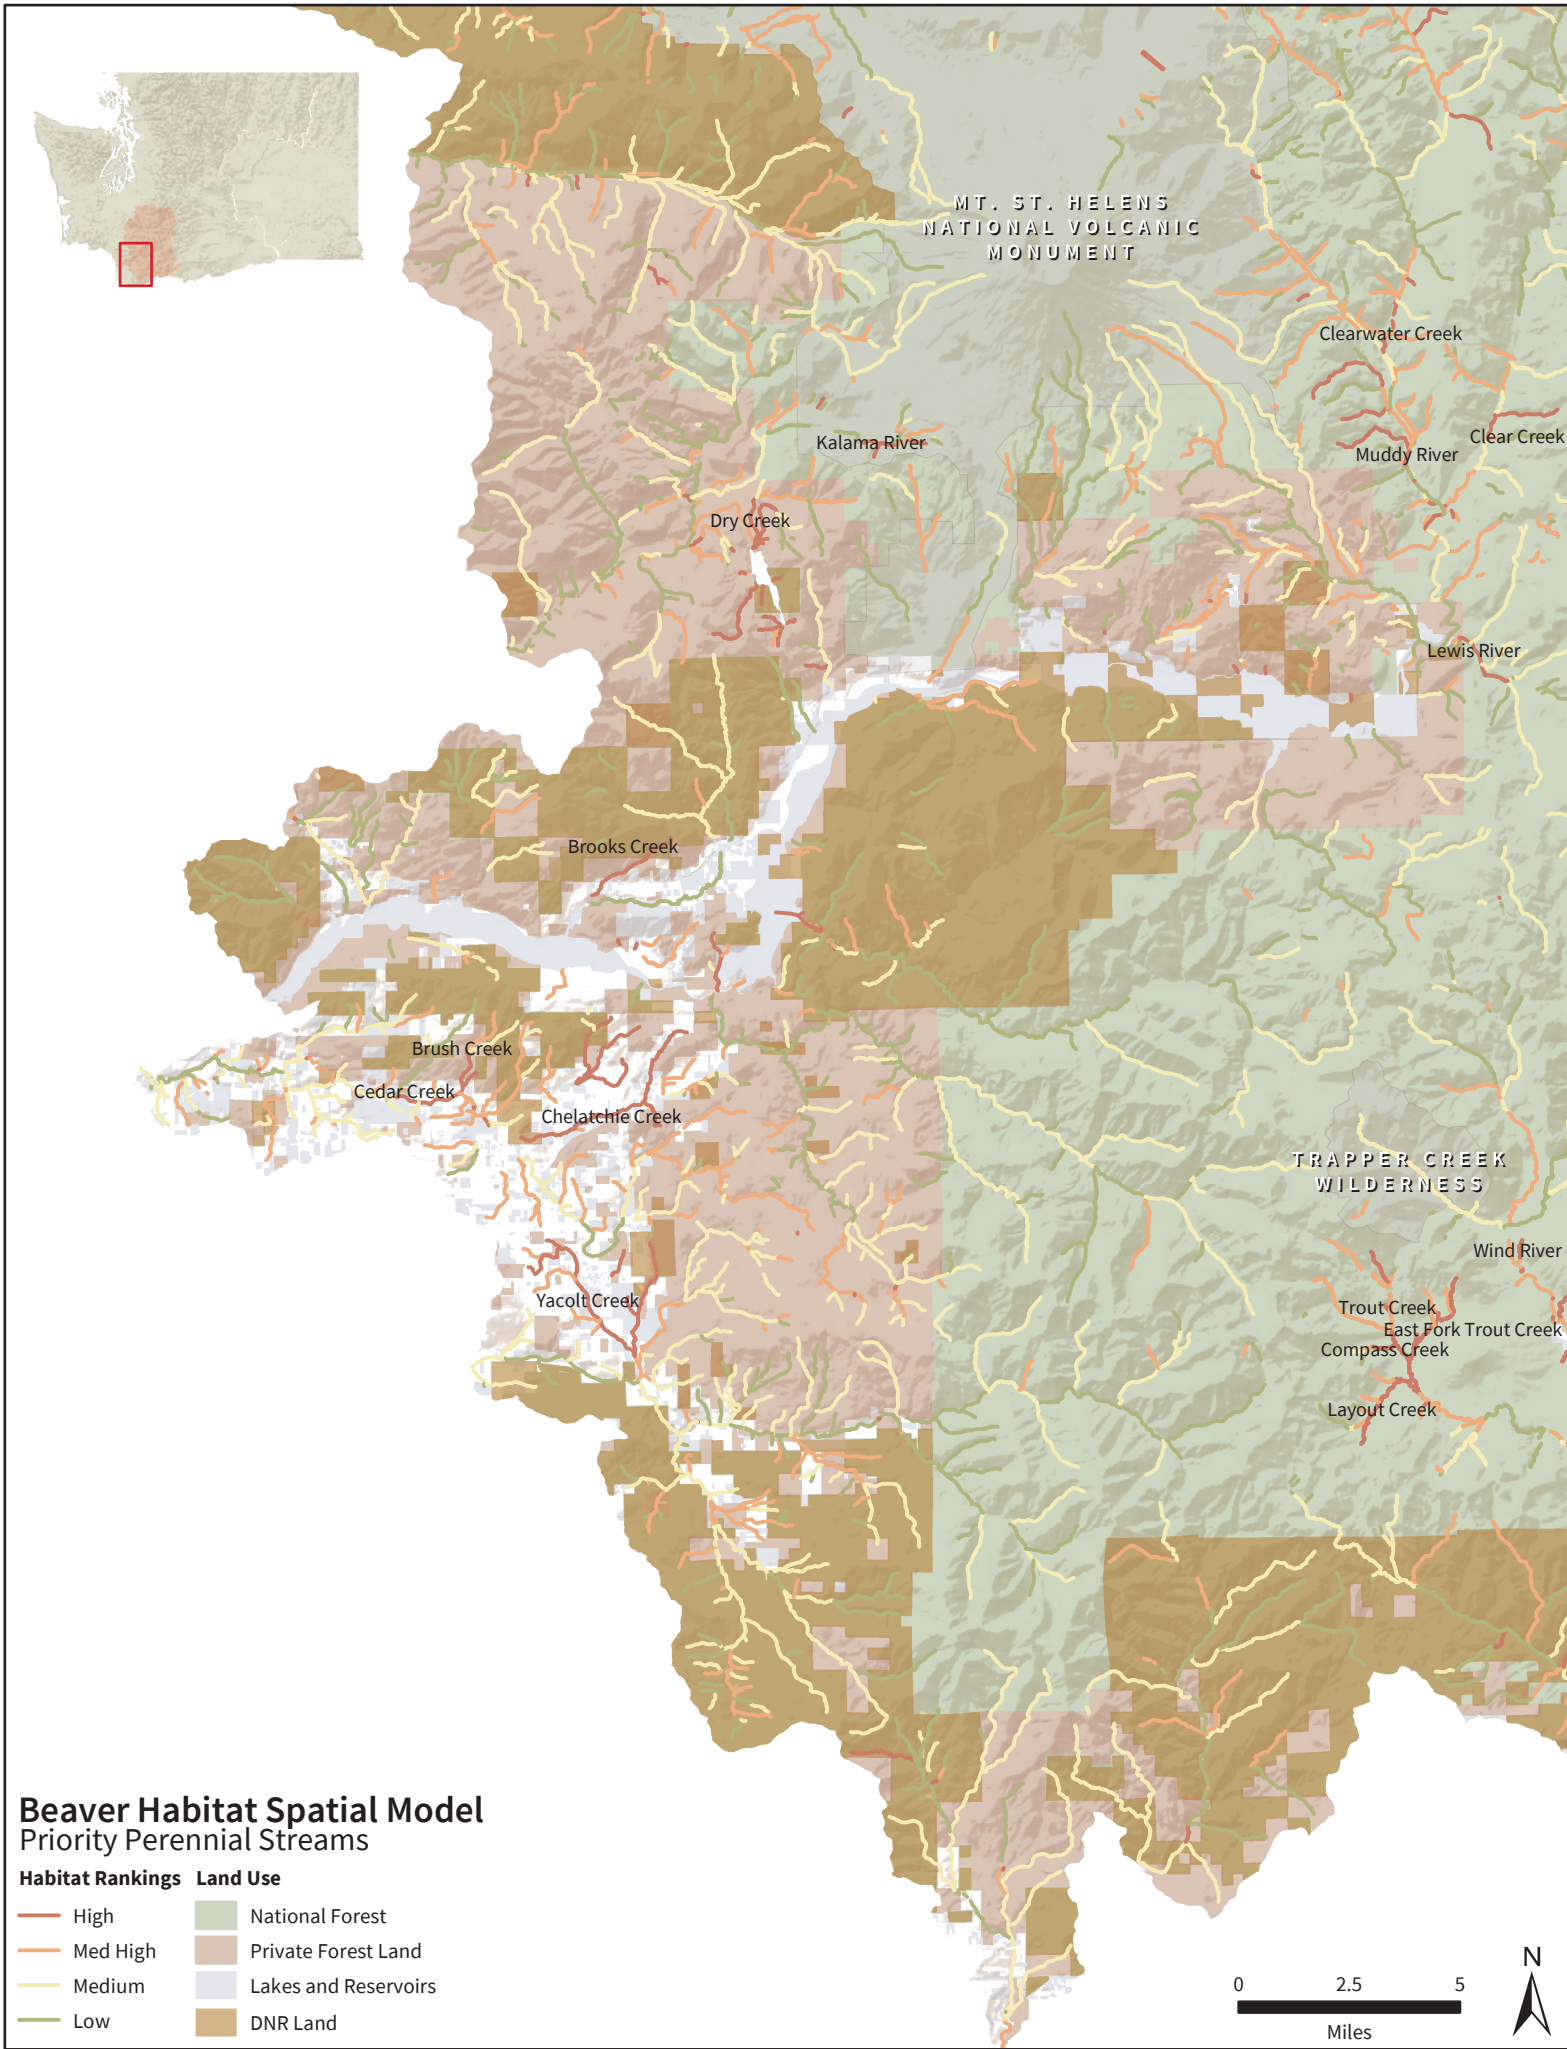 MT. ST. HELENS
NATIONAL VOLCANIC
MONUMENT
Clearwater Creek
Kalama River
Clear Creek
Muddy River
Dry Creek
Lewis River
Brooks Creek
Brush Creek
Cedar Creek
Chelatchie Creek
TRAPPER CREEK
WILDERNESS
Wind River
Yacolt Creek
Trout Creek
East Fork Trout Creek
Compass Creek
Layout Creek
Beaver Habitat Spatial Model
Priority Perennial Streams
Habitat Rankings
High
Med High
Medium
Low
Land Use
National Forest
Private Forest Land
Lakes and Reservoirs
DNR Land
0 2.5 5
Miles
N